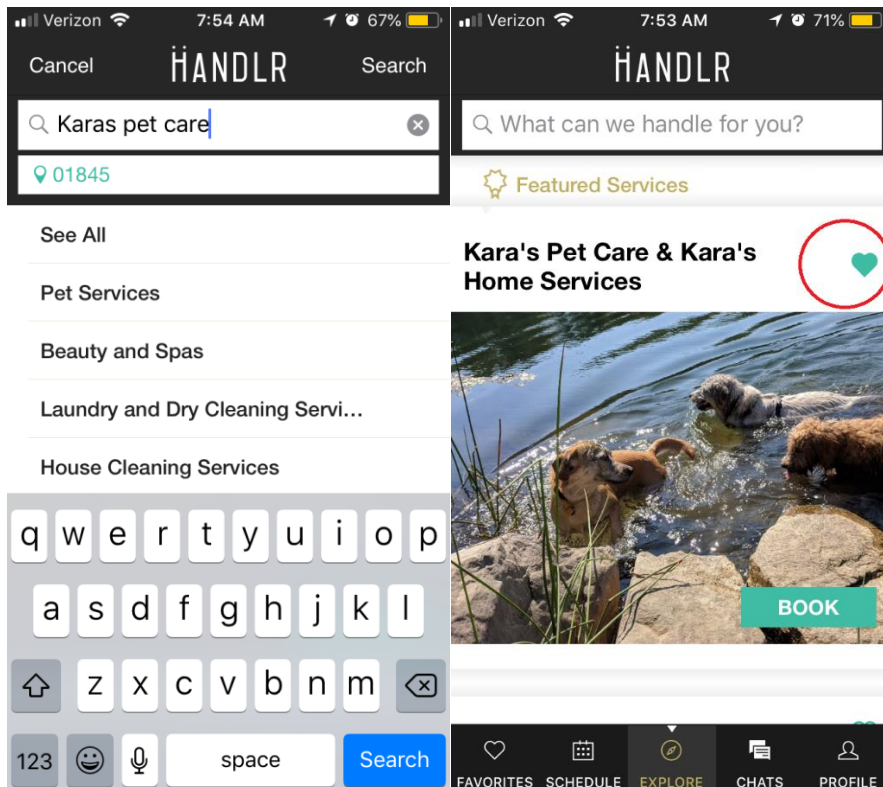 Verizon 7:54 AM 67%
Cancel HANDLR Search
Karas pet care
01845
See All
Pet Services
Beauty and Spas
Laundry and Dry Cleaning Servi...
House Cleaning Services
q w e r t y u i o p
a s d f g h j k l
z x c v b n m
123 space Search
Verizon 7:53 AM 71%
HANDLR
What can we handle for you?
Featured Services
Kara's Pet Care & Kara's
Home Services
BOOK
FAVORITES SCHEDULE EXPLORE CHATS PROFILE